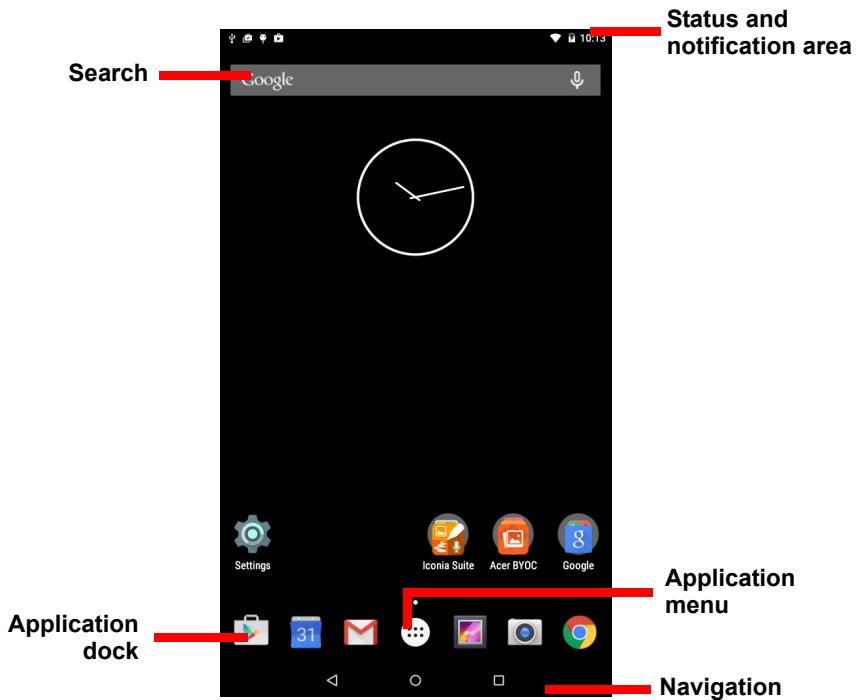 Status and
notification area
10:13
Search
Google
31
8
Settings
Iconia Suite
Acer BYOC
Google
Application
menu
Application
dock
Navigation